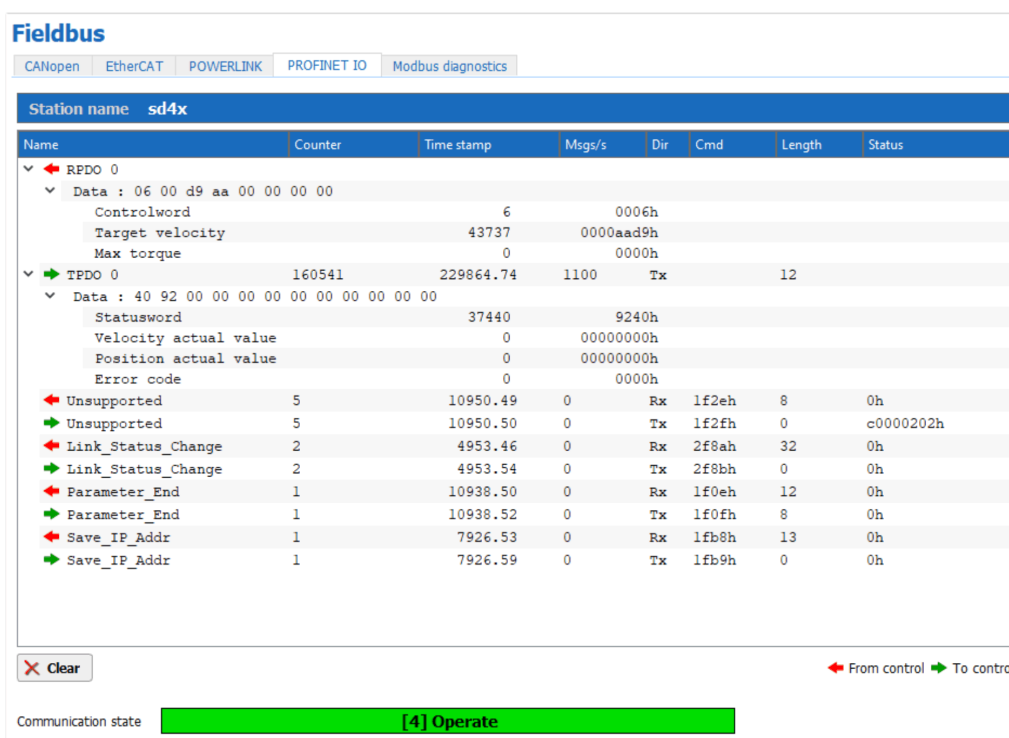 Fieldbus
CANopen EtherCAT POWERLINK PROFINET IO Modbus diagnostics
Station name sd4x
Name Counter Time stamp Msgs/s Dir Cmd Length Status
RPDO 0
Data : 06 00 d9 aa 00 00 00 00
Controlword 6 0006h
Target velocity 43737 0000aad9h
Max torque 0 0000h
TPDO 0 160541 229864.74 1100 Tx 12
Data : 40 92 00 00 00 00 00 00 00 00 00 00
Statusword 37440 9240h
Velocity actual value 0 00000000h
Position actual value 0 00000000h
Error code 0 0000h
Unsupported 5 10950.49 0 Rx 1f2eh 8 0h
Unsupported 5 10950.50 0 Tx 1f2fh 0 c0000202h
Link_Status_Change 2 4953.46 0 Rx 2f8ah 32 0h
Link_Status_Change 2 4953.54 0 Tx 2f8bh 0 0h
Parameter_End 1 10938.50 0 Rx 1f0eh 12 0h
Parameter_End 1 10938.52 0 Tx 1f0fh 8 0h
Save_IP_Addr 1 7926.53 0 Rx 1fb8h 13 0h
Save_IP_Addr 1 7926.59 0 Tx 1fb9h 0 0h
Clear
From control To contro
Communication state [4] Operate